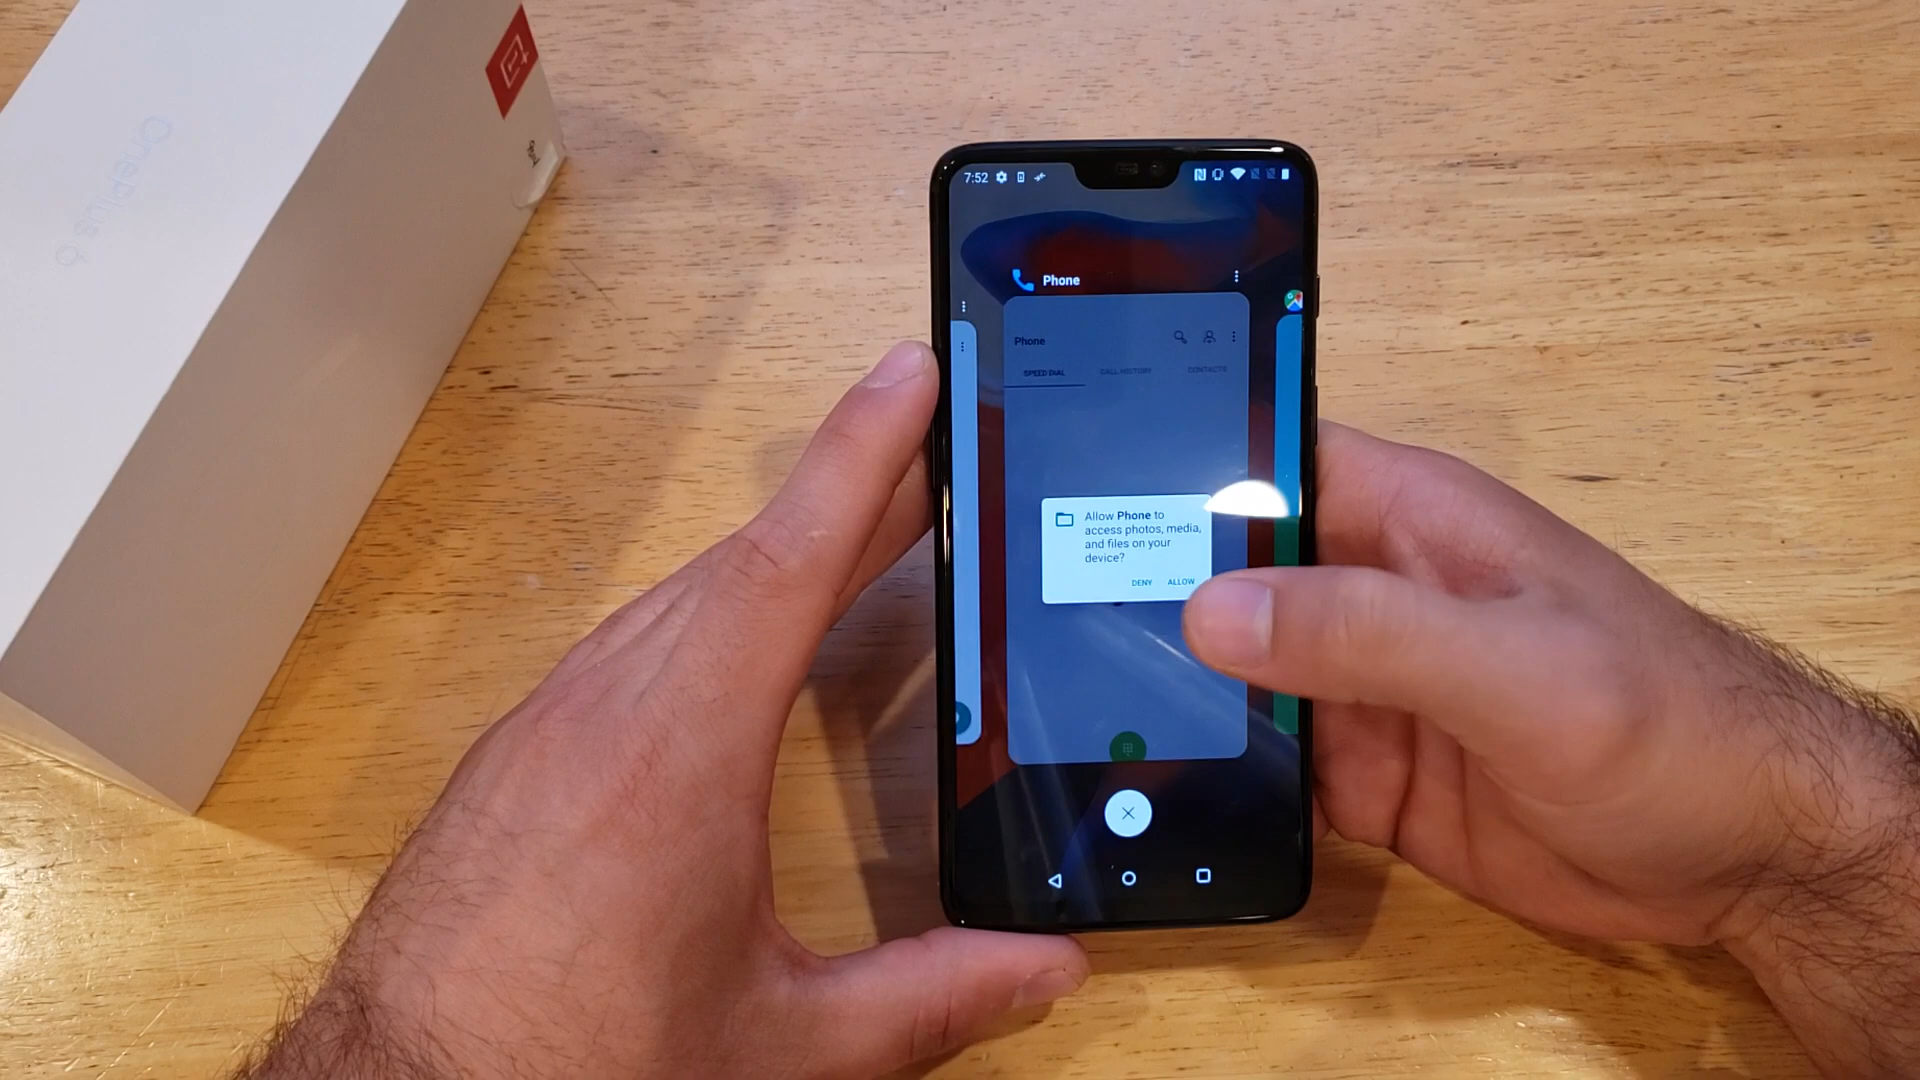 OnePlus 6
7:52
Phone
Phone
SPEED DIAL
CALL HISTORY
CONTACTS
Allow Phone to
access photos, media,
and files on your
device?
DENY
ALLOW